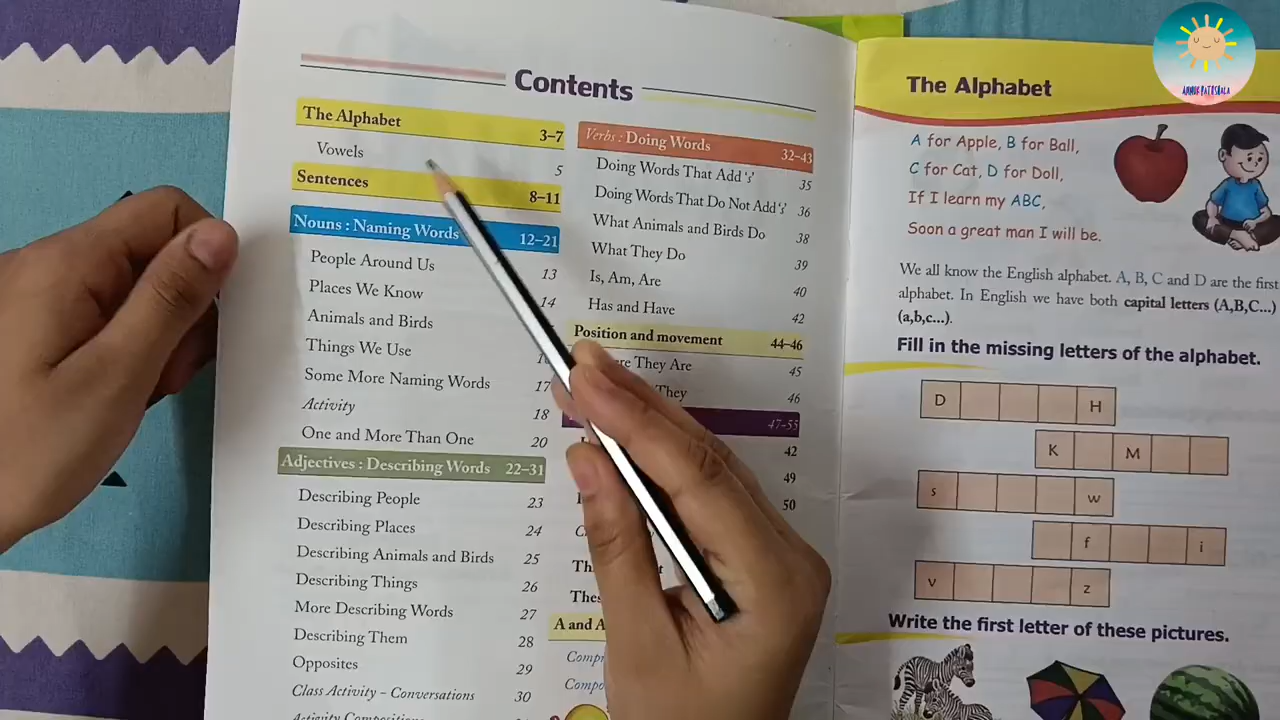 Contents
The Alphabet 3–7
Vowels 5
Sentences 8–11
Nouns : Naming Words 12–21
People Around Us 13
Places We Know 14
Animals and Birds
Things We Use
Some More Naming Words 17
Activity 18
One and More Than One 20
Adjectives : Describing Words 22–31
Describing People 23
Describing Places 24
Describing Animals and Birds 25
Describing Things 26
More Describing Words 27
Describing Them 28
Opposites 29
Class Activity – Conversations 30
Verbs : Doing Words 32–43
Doing Words That Add 's' 35
Doing Words That Do Not Add 's' 36
What Animals and Birds Do 38
What They Do 39
Is, Am, Are 40
Has and Have 42
Position and movement 44–46
They Are 45
They 46
47-55
42
49
50
A and
The Alphabet
A for Apple, B for Ball,
C for Cat, D for Doll,
If I learn my ABC,
Soon a great man I will be.
We all know the English alphabet. A, B, C and D are the first
alphabet. In English we have both capital letters (A,B,C...)
(a,b,c...).
Fill in the missing letters of the alphabet.
D H
K M
s w
f i
v z
Write the first letter of these pictures.